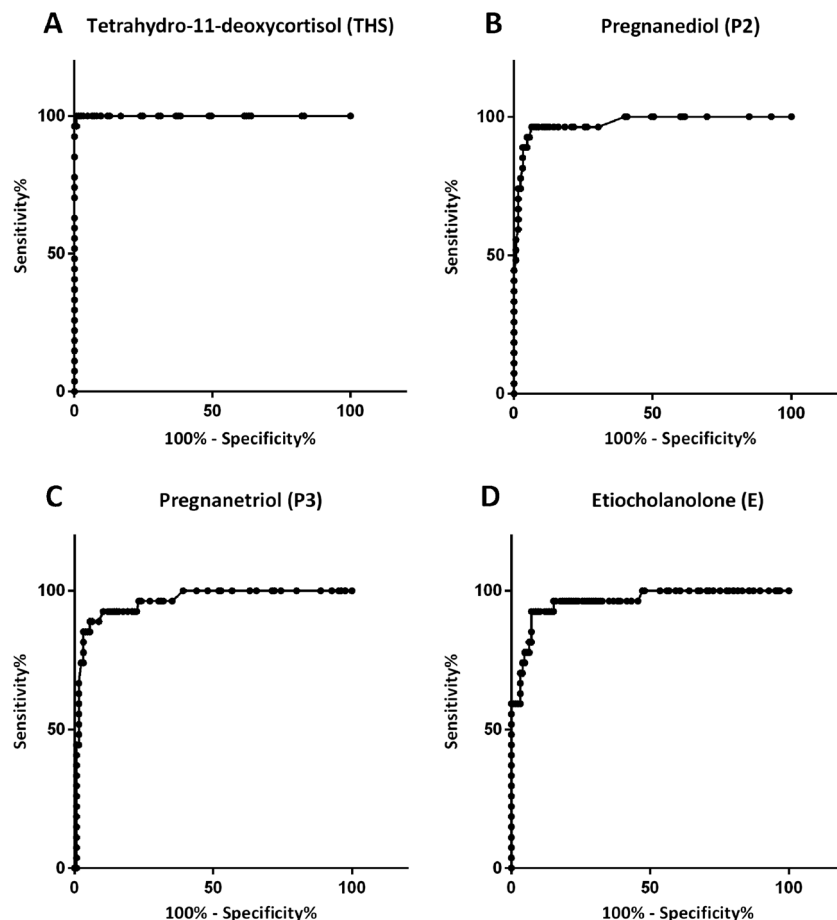 A Tetrahydro-11-deoxycortisol (THS)
100
50
0
Sensitivity%
0 50 100
100% - Specificity%
B Pregnanediol (P2)
100
50
0
Sensitivity%
0 50 100
100% - Specificity%
C Pregnanetriol (P3)
100
50
0
Sensitivity%
0 50 100
100% - Specificity%
D Etiocholanolone (E)
100
50
0
Sensitivity%
0 50 100
100% - Specificity%